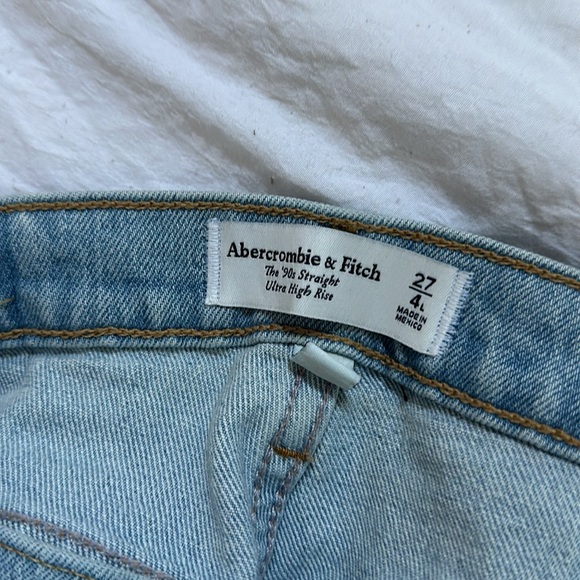 Abercrombie & Fitch
The '90s Straight
Ultra High Rise
27
4L
MADE IN
MEXICO